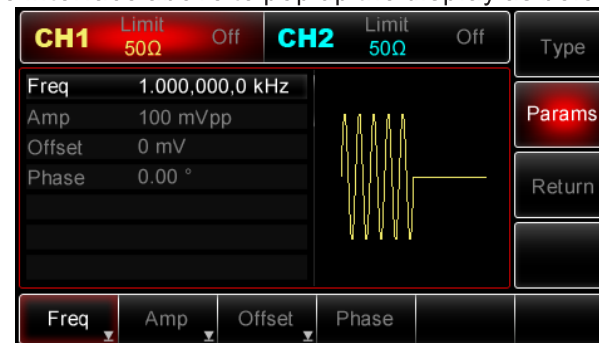 CH1 Limit 50Ω Off CH2 Limit 50Ω Off
Type
Freq 1.000,000,0 kHz
Amp 100 mVpp
Params
Offset 0 mV
Phase 0.00 °
Return
Freq Amp Offset Phase